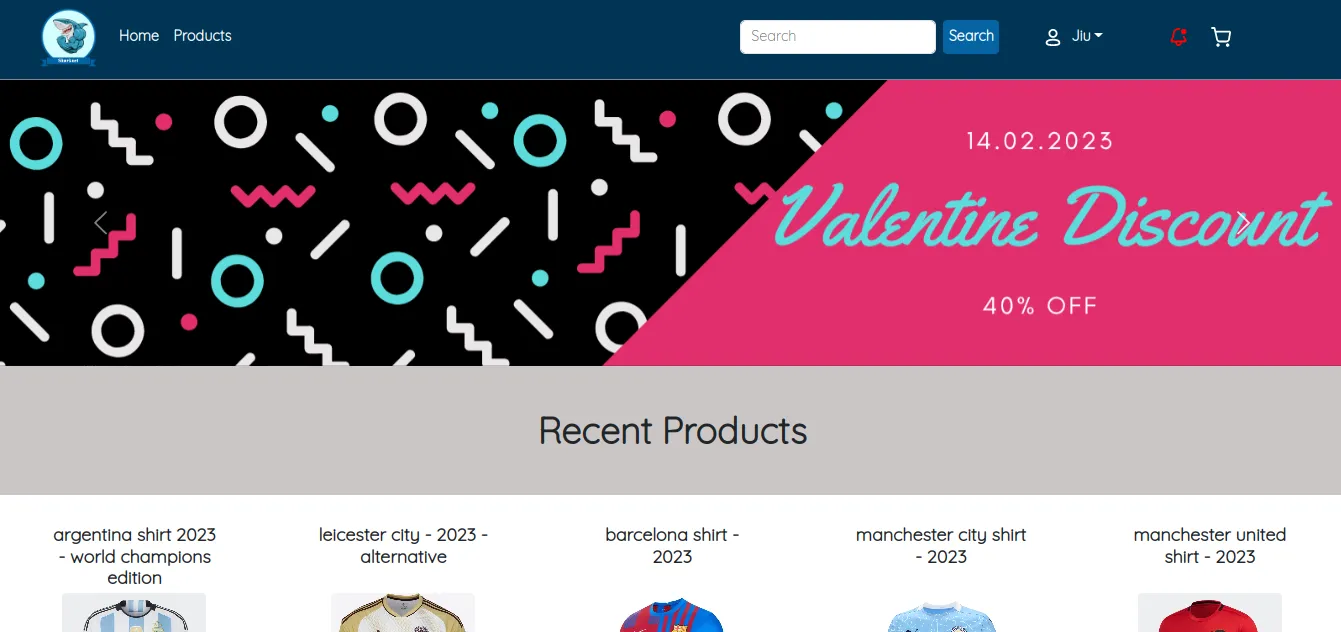 Home Products
Search Search Jiu
14.02.2023
Valentine Discount
40% OFF
Recent Products
argentina shirt 2023
- world champions
edition
leicester city - 2023 -
alternative
barcelona shirt -
2023
manchester city shirt
- 2023
manchester united
shirt - 2023